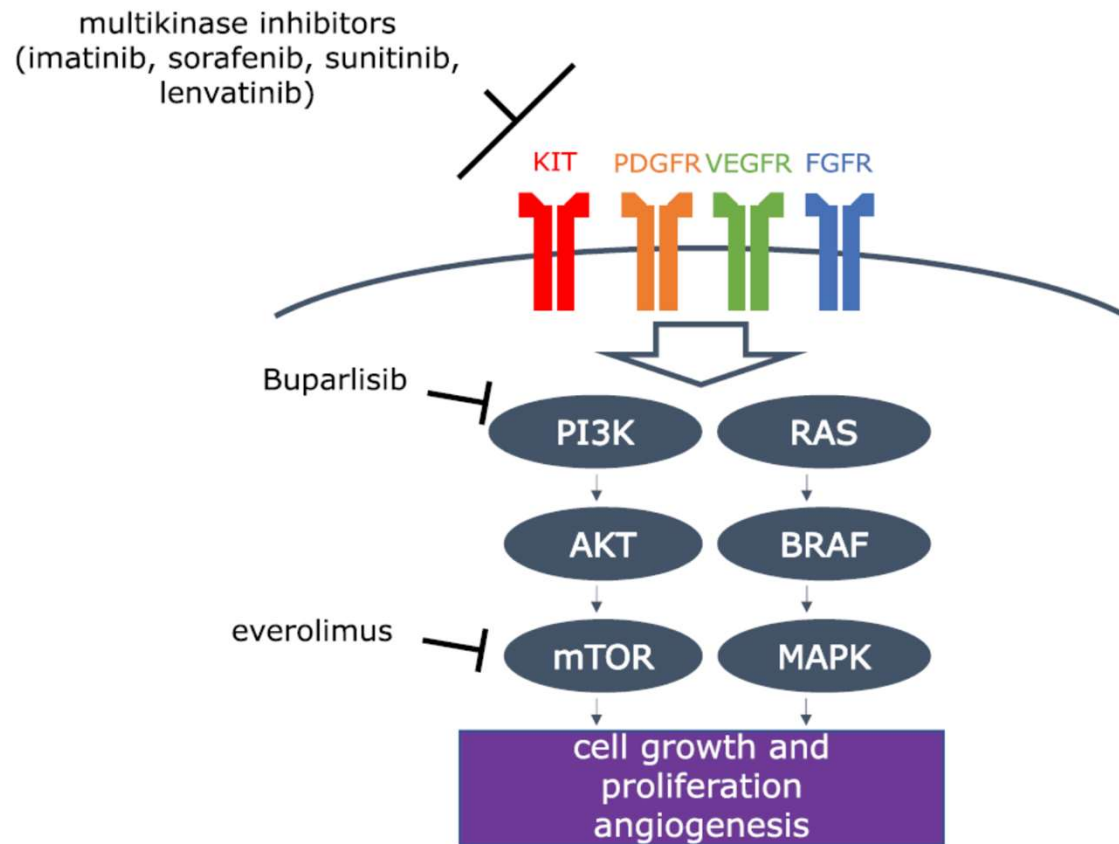 multikinase inhibitors
(imatinib, sorafenib, sunitinib,
lenvatinib)
KIT PDGFR VEGFR FGFR
Buparlisib
PI3K RAS
AKT BRAF
everolimus
mTOR MAPK
cell growth and
proliferation
angiogenesis